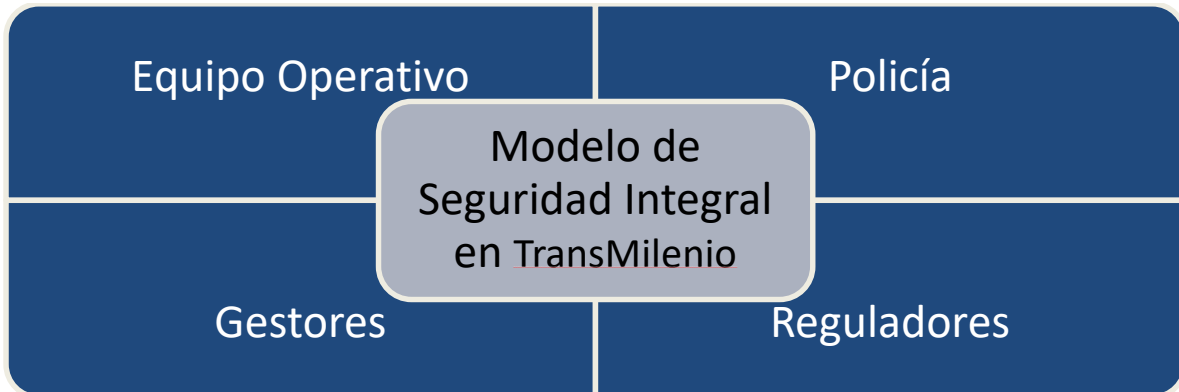 Equipo Operativo
Policía
Modelo de
Seguridad Integral
en TransMilenio
Gestores
Reguladores